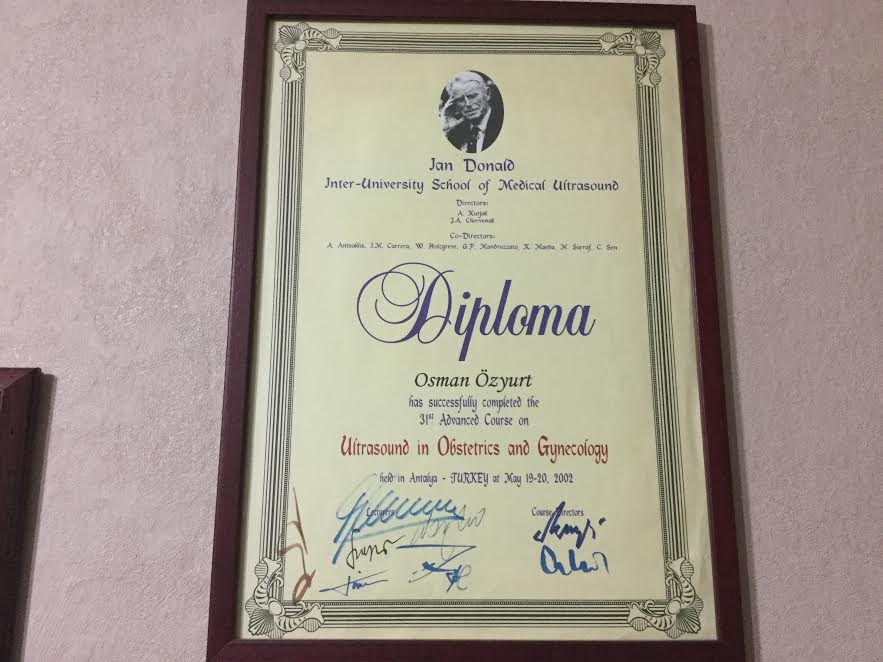 Jan Donald
Inter-University School of Medical Ultrasound
Directors:
A. Kurjak
J.A. Chervenak
Co-Directors:
A. Antsaklis, J.M. Carrera, W. Holzgreve, G.P. Mandruzzato, K. Maeda, M. Sarraf, C. Sen
Diploma
Osman Özyurt
has successfully completed the
31st Advanced Course on
Ultrasound in Obstetrics and Gynecology
held in Antalya - TURKEY at May 19-20, 2002
Lecturers
Course Directors